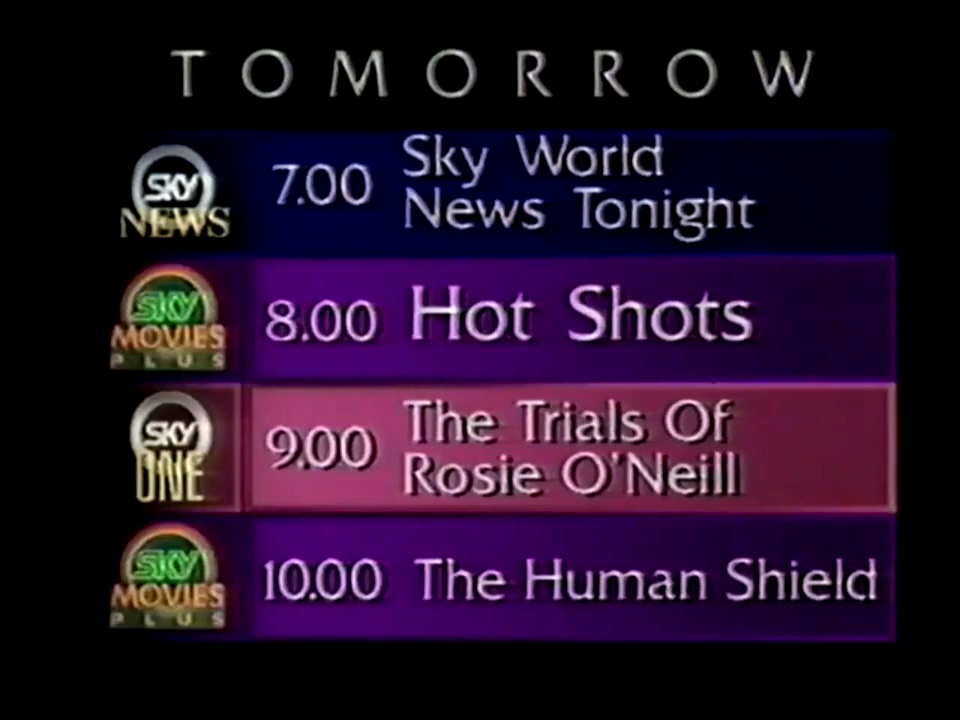 TOMORROW
SKY
NEWS
7.00
Sky World
News Tonight
SKY
MOVIES
PLUS
8.00
Hot Shots
SKY
ONE
9.00
The Trials Of
Rosie O'Neill
SKY
MOVIES
PLUS
10.00
The Human Shield